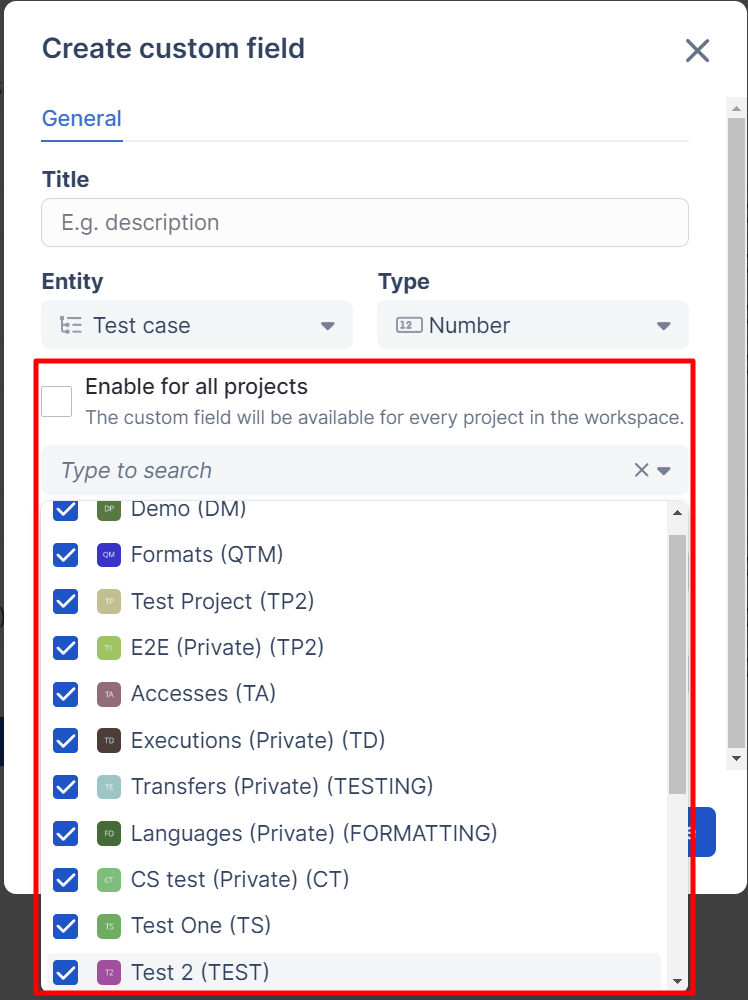 Create custom field
General
Title
E.g. description
Entity
Type
Test case
12 Number
Enable for all projects
The custom field will be available for every project in the workspace.
Type to search
DP Demo (DM)
QM Formats (QTM)
TP Test Project (TP2)
T1 E2E (Private) (TP2)
TA Accesses (TA)
TD Executions (Private) (TD)
TE Transfers (Private) (TESTING)
FO Languages (Private) (FORMATTING)
CT CS test (Private) (CT)
TS Test One (TS)
T2 Test 2 (TEST)